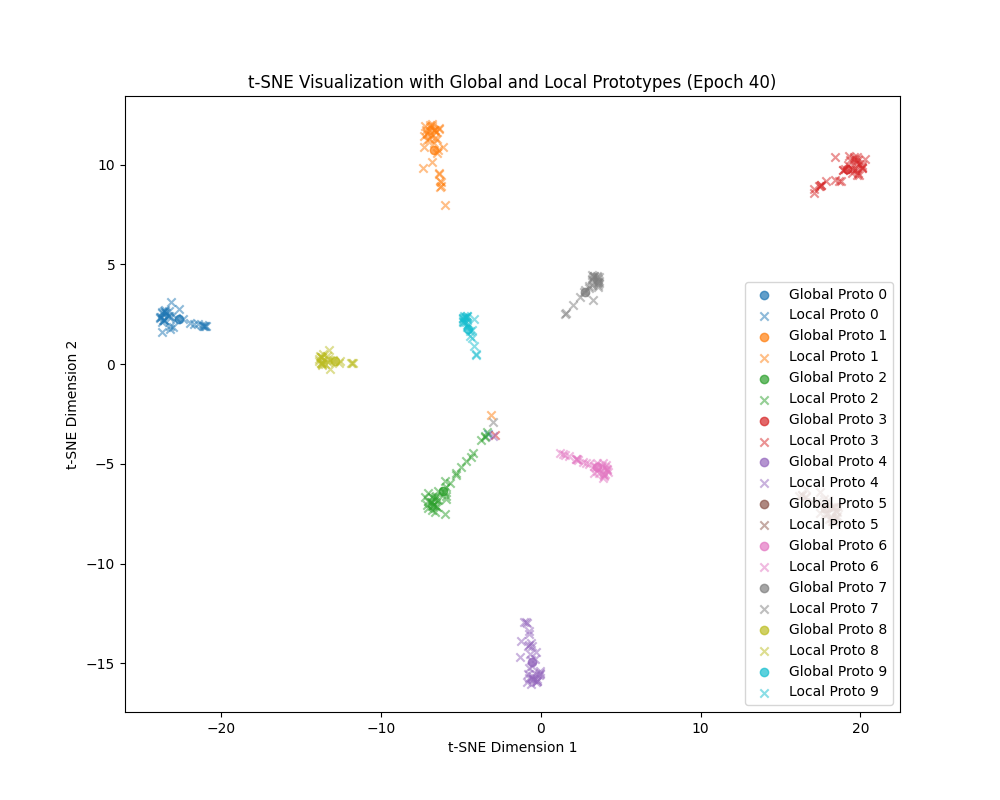 t-SNE Visualization with Global and Local Prototypes (Epoch 40)
10
5
0
−5
−10
−15
t-SNE Dimension 2
−20
−10
0
10
20
t-SNE Dimension 1
Global Proto 0
Local Proto 0
Global Proto 1
Local Proto 1
Global Proto 2
Local Proto 2
Global Proto 3
Local Proto 3
Global Proto 4
Local Proto 4
Global Proto 5
Local Proto 5
Global Proto 6
Local Proto 6
Global Proto 7
Local Proto 7
Global Proto 8
Local Proto 8
Global Proto 9
Local Proto 9